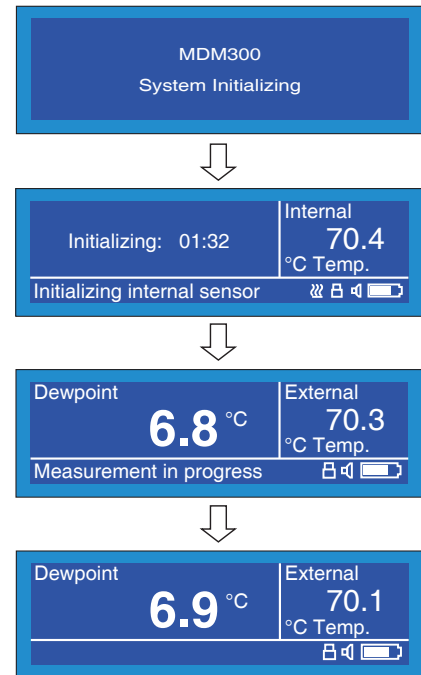 MDM300
System Initializing
Internal
Initializing: 01:32
70.4
°C Temp.
Initializing internal sensor
Dewpoint
External
6.8 °C
70.3
°C Temp.
Measurement in progress
Dewpoint
External
6.9 °C
70.1
°C Temp.